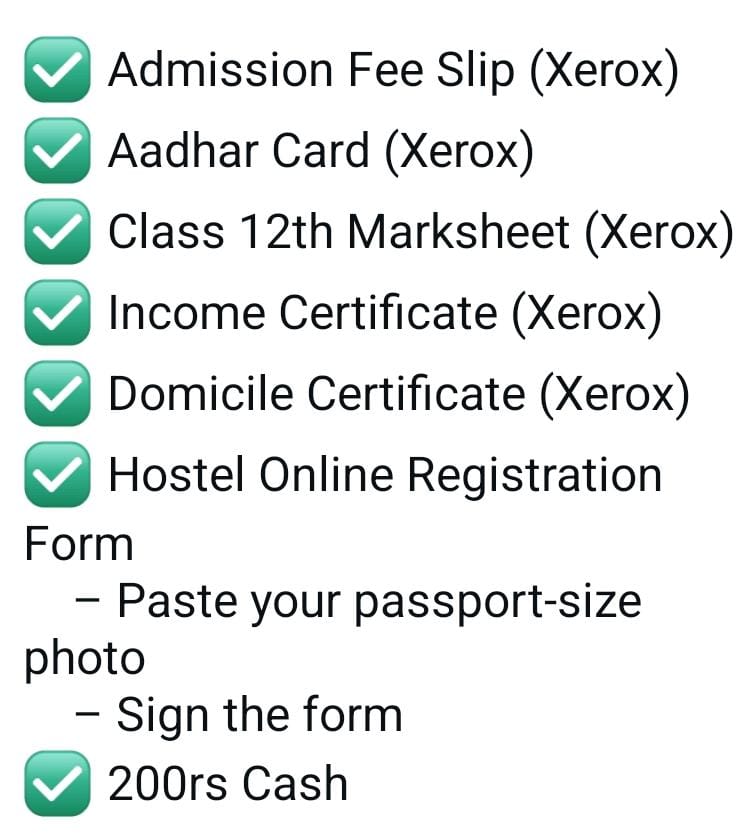 ✅ Admission Fee Slip (Xerox)
✅ Aadhar Card (Xerox)
✅ Class 12th Marksheet (Xerox)
✅ Income Certificate (Xerox)
✅ Domicile Certificate (Xerox)
✅ Hostel Online Registration
Form
– Paste your passport-size
photo
– Sign the form
✅ 200rs Cash